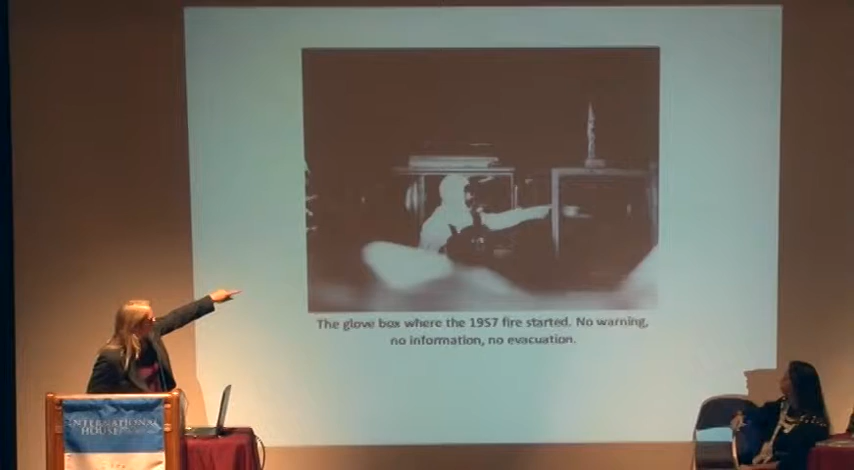 The glove box where the 1957 fire started. No warning,
no information, no evacuation.
INTERNATIONAL
HOUSE